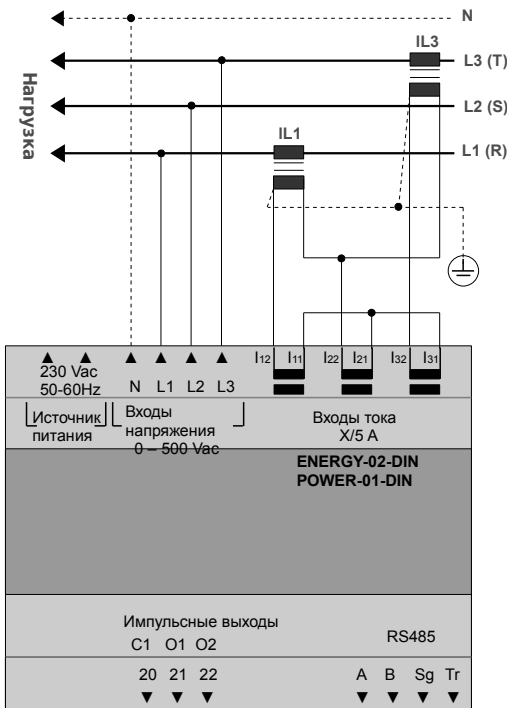 N
IL3
L3 (T)
L2 (S)
Нагрузка
IL1
L1 (R)
I12 I11 I22 I21 I32 I31
230 Vac
50-60Hz
N L1 L2 L3
Источник
питания
Входы
напряжения
0 – 500 Vac
Входы тока
X/5 A
ENERGY-02-DIN
POWER-01-DIN
Импульсные выходы
RS485
C1 O1 O2
20 21 22
A B Sg Tr